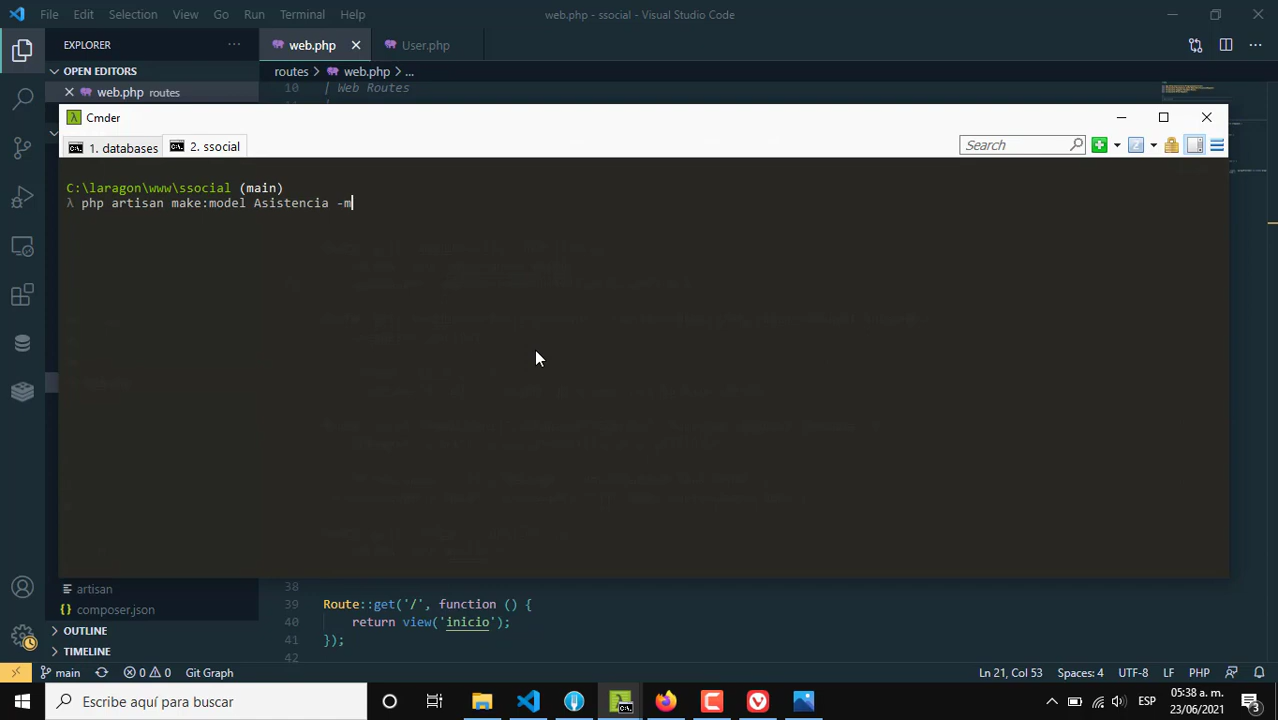 File Edit Selection View Go Run Terminal Help web.php - ssocial - Visual Studio Code
EXPLORER ... web.php User.php
OPEN EDITORS routes > web.php > ...
web.php routes 10 | Web Routes
Cmder
1. databases 2. ssocial Search
C:\laragon\www\ssocial (main)
λ php artisan make:model Asistencia -m
artisan 38
composer.json 39 Route::get('/', function () {
OUTLINE 40 return view('inicio');
TIMELINE 41 });
42
main 0 0 Git Graph Ln 21, Col 53 Spaces: 4 UTF-8 LF PHP
Escribe aquí para buscar ESP 05:38 a. m.
23/06/2021 3